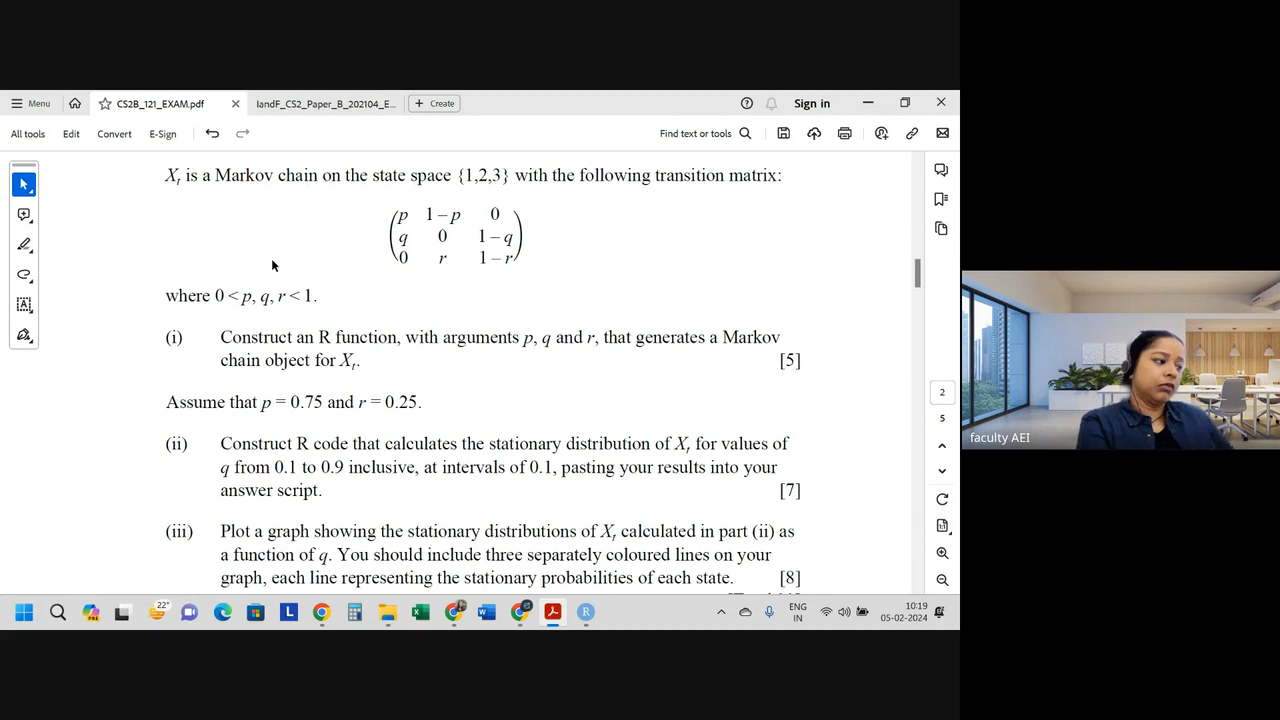 Menu
CS2B_121_EXAM.pdf
IandF_CS2_Paper_B_202104_E...
Create
Sign in
All tools Edit Convert E-Sign
Find text or tools
X_t is a Markov chain on the state space {1,2,3} with the following transition matrix:
p 1 – p 0
q 0 1 – q
0 r 1 – r
where 0 < p, q, r < 1.
(i) Construct an R function, with arguments p, q and r, that generates a Markov
chain object for X_t. [5]
Assume that p = 0.75 and r = 0.25.
(ii) Construct R code that calculates the stationary distribution of X_t for values of
q from 0.1 to 0.9 inclusive, at intervals of 0.1, pasting your results into your
answer script. [7]
(iii) Plot a graph showing the stationary distributions of X_t calculated in part (ii) as
a function of q. You should include three separately coloured lines on your
graph, each line representing the stationary probabilities of each state. [8]
2
5
faculty AEI
22°
PRE
L
X
W
R
ENG
IN
10:19
05-02-2024